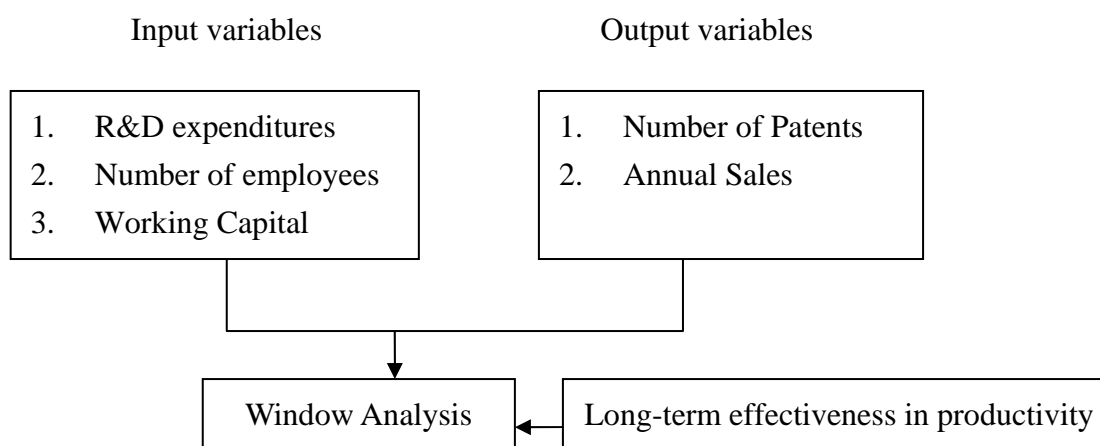 Input variables
Output variables
1. R&D expenditures
2. Number of employees
3. Working Capital
1. Number of Patents
2. Annual Sales
Window Analysis
Long-term effectiveness in productivity